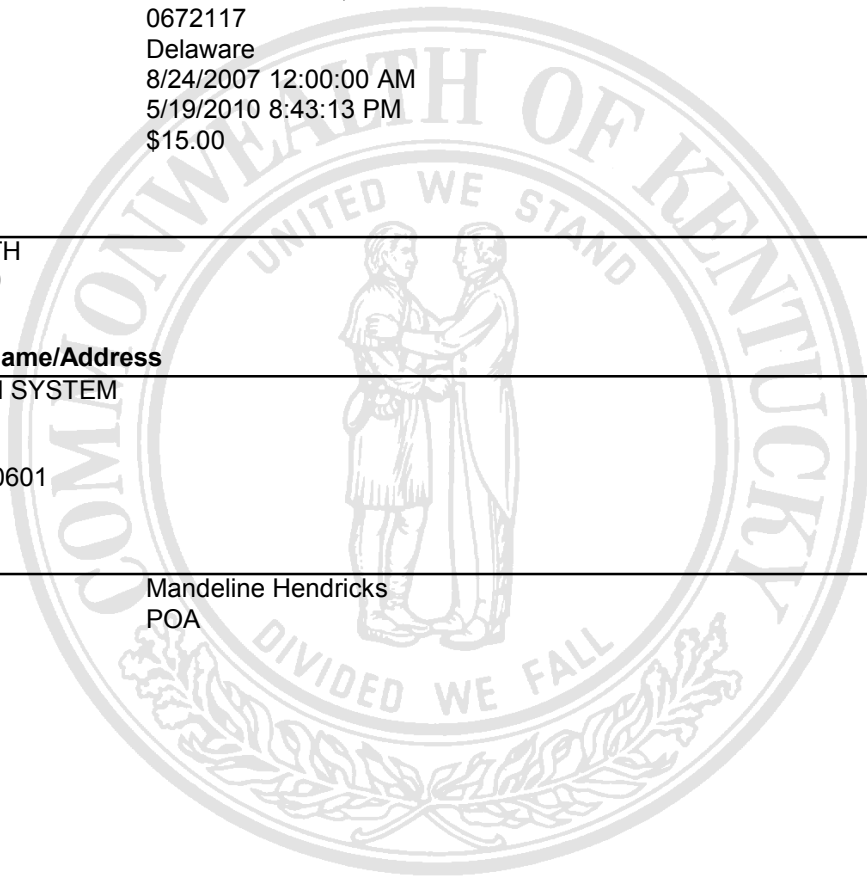 0672117
Delaware
8/24/2007 12:00:00 AM
5/19/2010 8:43:13 PM
$15.00
COMMONWEALTH OF KENTUCKY
UNITED WE STAND
TH
ame/Address
SYSTEM
0601
Mandeline Hendricks
POA
DIVIDED WE FALL